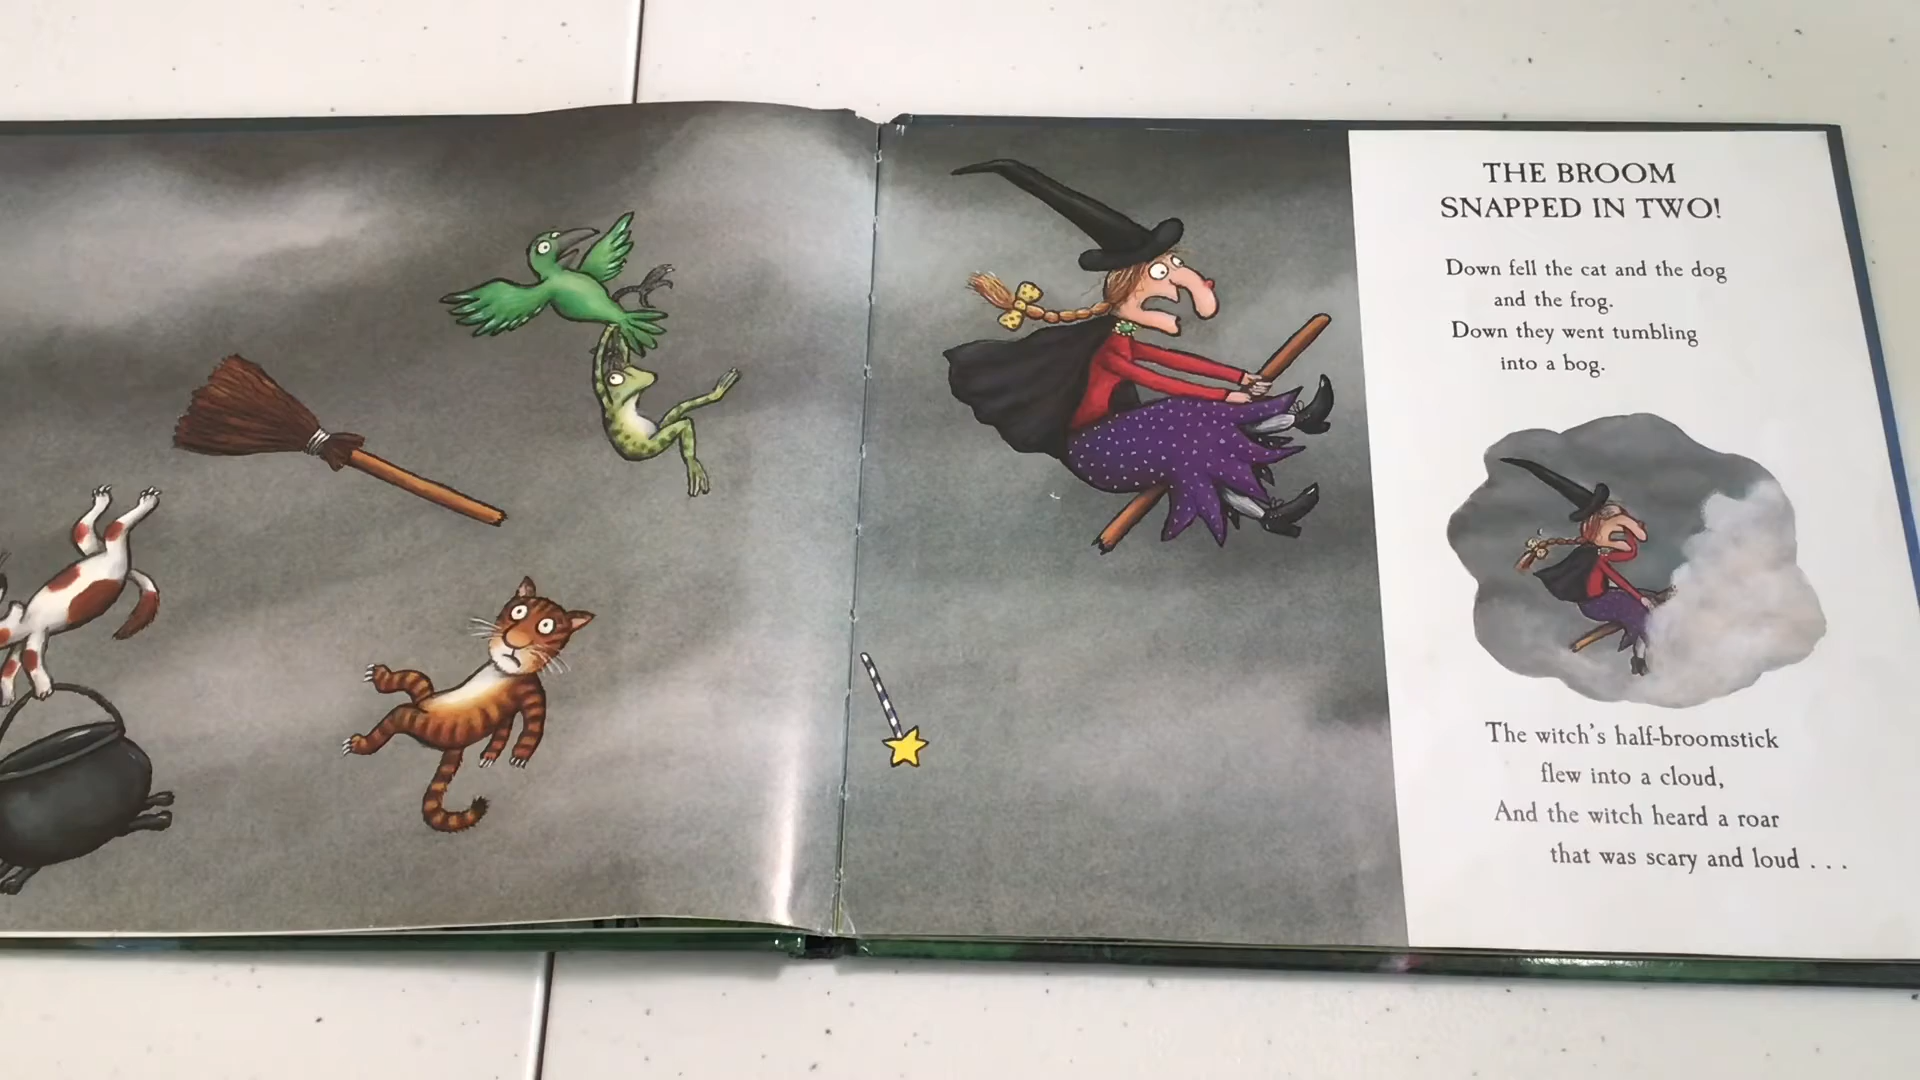 THE BROOM
SNAPPED IN TWO!
Down fell the cat and the dog
and the frog.
Down they went tumbling
into a bog.
The witch's half-broomstick
flew into a cloud,
And the witch heard a roar
that was scary and loud . . .